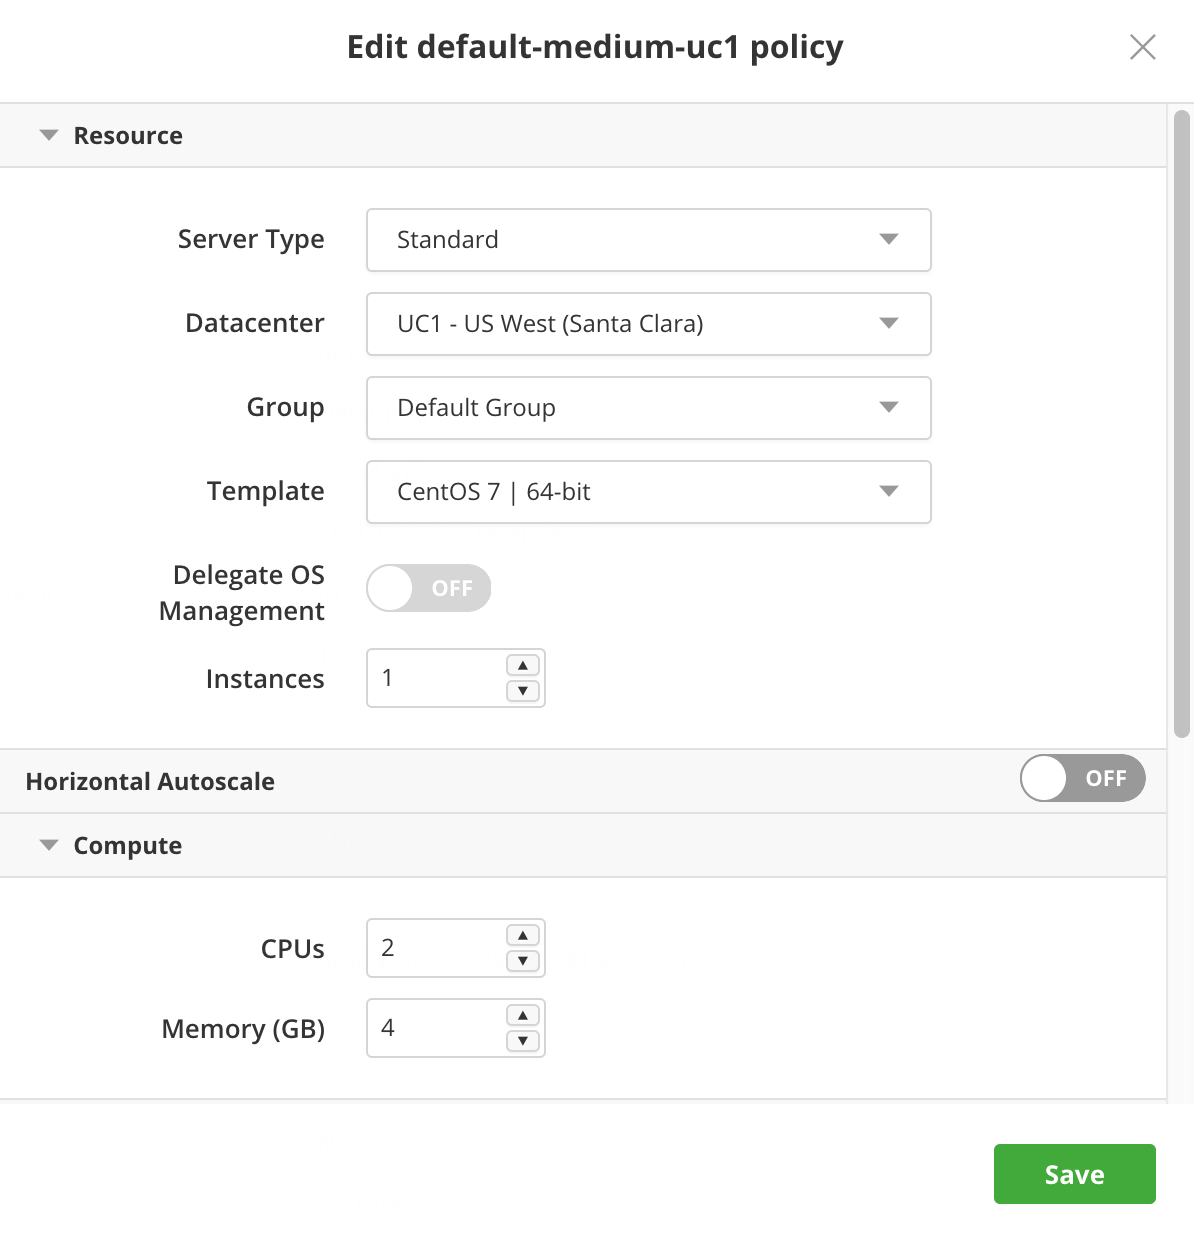 Edit default-medium-uc1 policy
Resource
Server Type
Standard
Datacenter
UC1 - US West (Santa Clara)
Group
Default Group
Template
CentOS 7 | 64-bit
Delegate OS
Management
OFF
Instances
1
Horizontal Autoscale
OFF
Compute
CPUs
2
Memory (GB)
4
Save